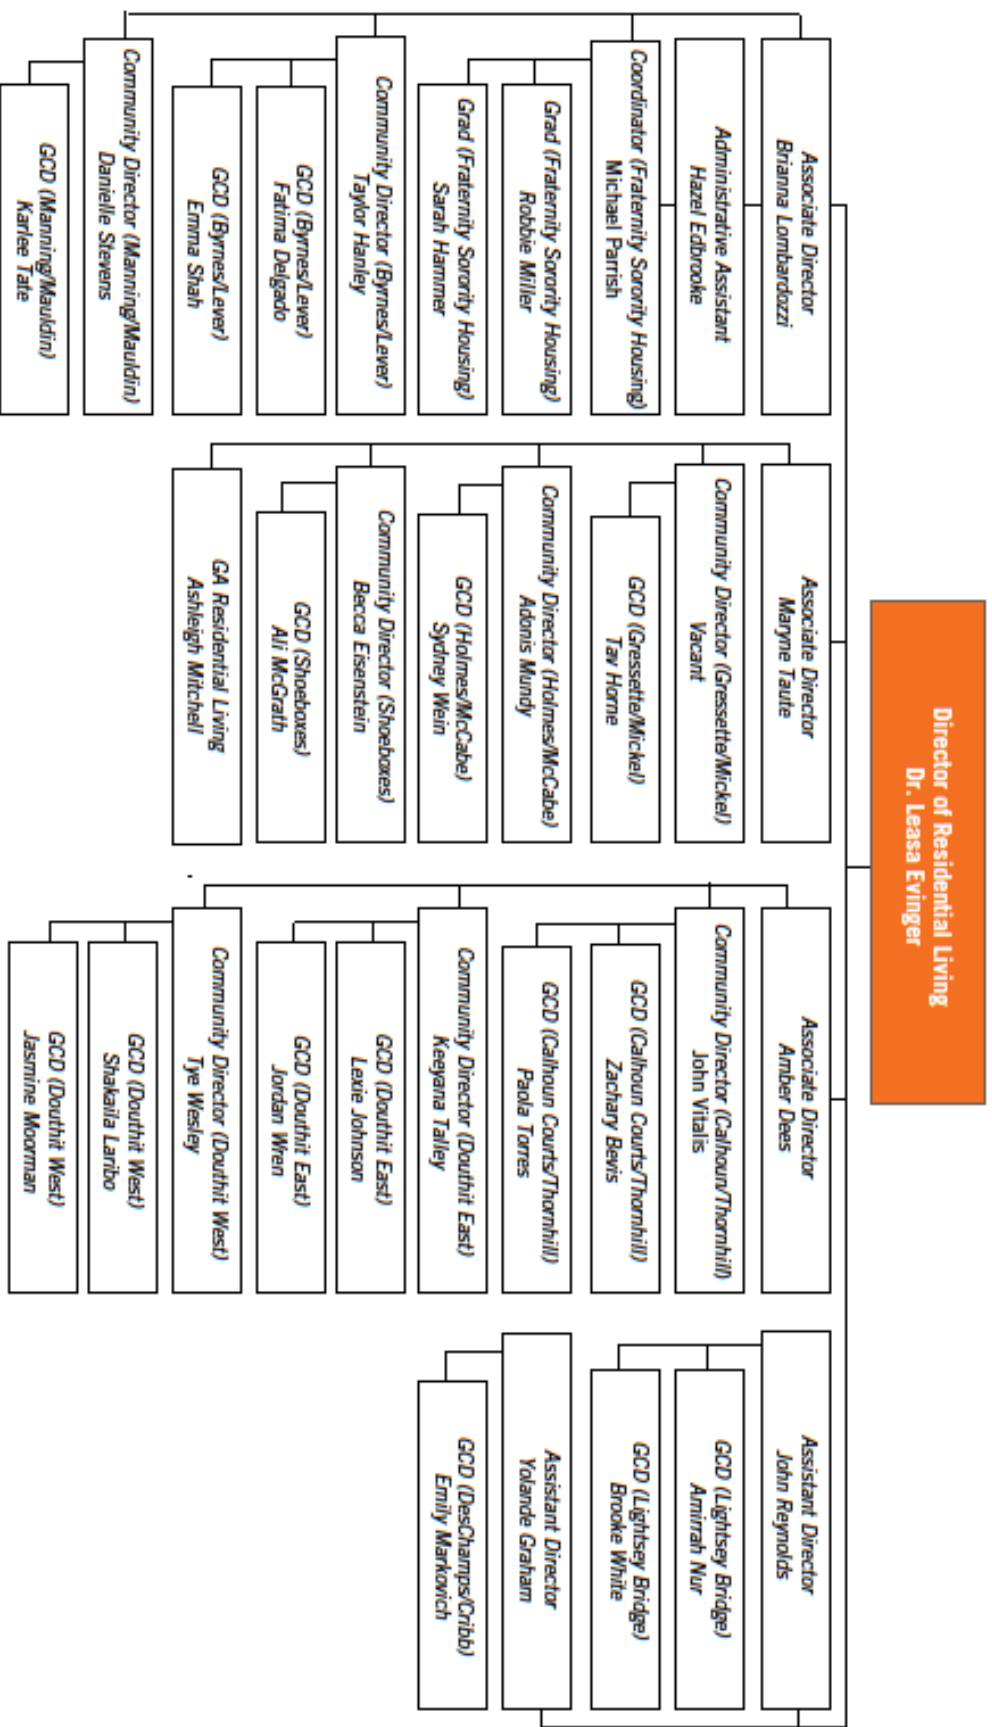 Director of Residential Living
Dr. Leasa Evinger
Associate Director
Brianna Lombardozzi
Administrative Assistant
Hazel Edbrooke
Coordinator (Fraternity Sorority Housing)
Michael Parrish
Grad (Fraternity Sorority Housing)
Robbie Miller
Grad (Fraternity Sorority Housing)
Sarah Hammer
Community Director (Byrnes/Lever)
Taylor Hanley
GCD (Byrnes/Lever)
Fatima Delgado
GCD (Byrnes/Lever)
Emma Shah
Community Director (Manning/Mauldin)
Danielle Stevens
GCD (Manning/Mauldin)
Karlee Tate
Associate Director
Maryne Taute
Community Director (Gressette/Mickel)
Vacant
GCD (Gressette/Mickel)
Tav Horne
Community Director (Holmes/McCabe)
Adonis Mundy
GCD (Holmes/McCabe)
Sydney Wein
Community Director (Shoeboxes)
Becca Eisenstein
GCD (Shoeboxes)
Ali McGrath
GA Residential Living
Ashleigh Mitchell
Associate Director
Amber Dees
Community Director (Calhoun/Thornhill)
John Vitalis
GCD (Calhoun Courts/Thornhill)
Zachary Bevis
GCD (Calhoun Courts/Thornhill)
Paola Torres
Community Director (Douthit East)
Keeyana Talley
GCD (Douthit East)
Lexie Johnson
GCD (Douthit East)
Jordan Wren
Community Director (Douthit West)
Tye Wesley
GCD (Douthit West)
Shakaila Laribo
GCD (Douthit West)
Jasmine Moorman
Assistant Director
John Reynolds
GCD (Lightsey Bridge)
Amirrah Nur
GCD (Lightsey Bridge)
Brooke White
Assistant Director
Yolande Graham
GCD (DesChamps/Cribb)
Emily Markovich